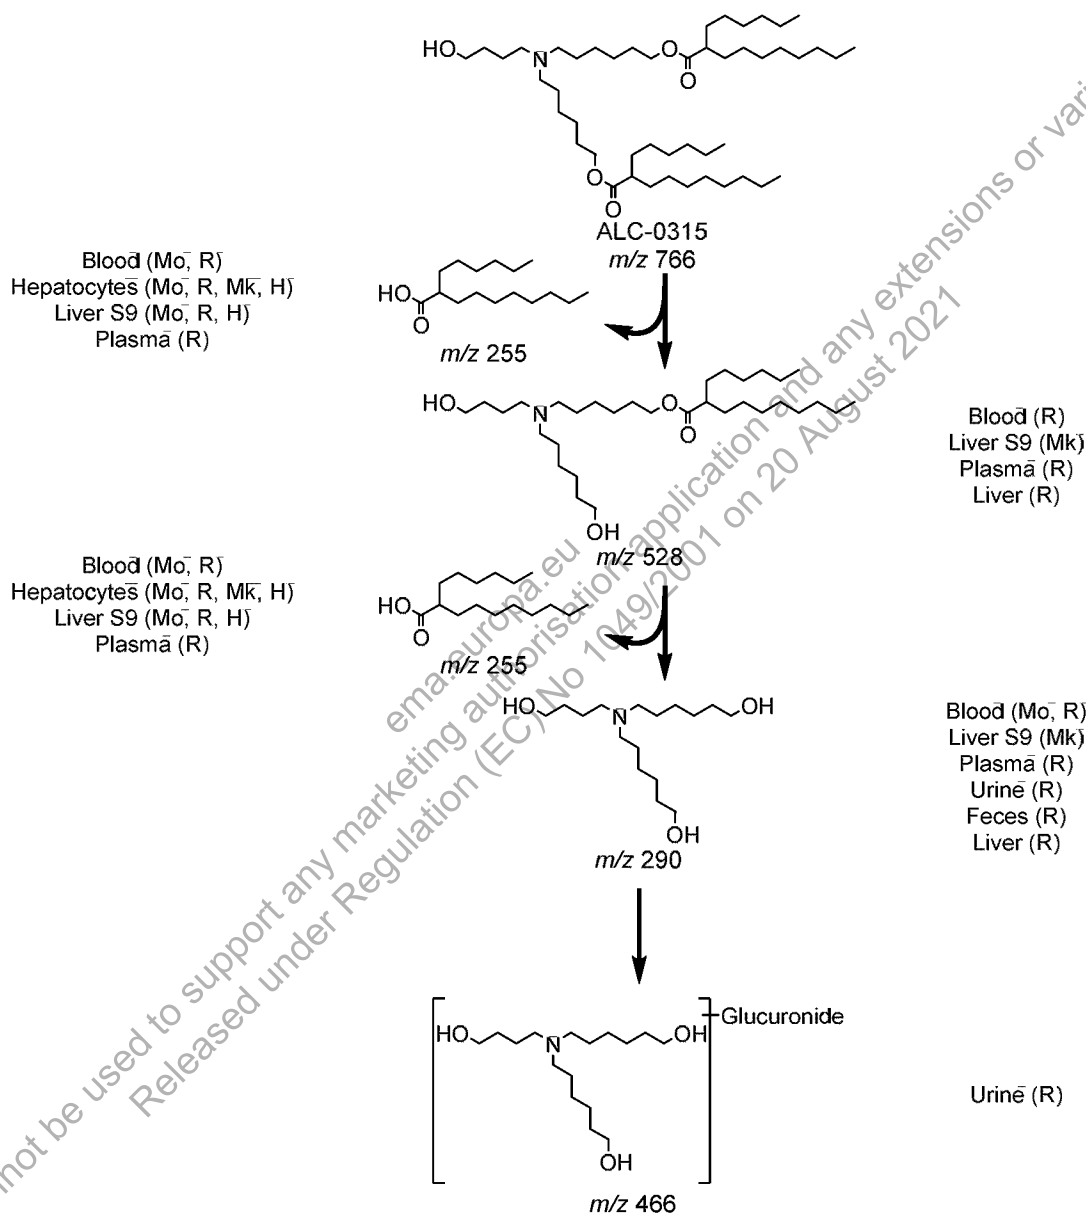 HO
N
O
O
O
O
ALC-0315
m/z 766
Blood (Mo, R)
Hepatocytes (Mo, R, Mk, H)
Liver S9 (Mo, R, H)
Plasma (R)
HO
O
m/z 255
HO
N
O
O
OH
m/z 528
Blood (R)
Liver S9 (Mk)
Plasma (R)
Liver (R)
Blood (Mo, R)
Hepatocytes (Mo, R, Mk, H)
Liver S9 (Mo, R, H)
Plasma (R)
HO
O
m/z 255
HO
N
OH
OH
m/z 290
Blood (Mo, R)
Liver S9 (Mk)
Plasma (R)
Urine (R)
Feces (R)
Liver (R)
HO
N
OH
OH
Glucuronide
m/z 466
Urine (R)
ema.europa.eu
not be used to support any marketing authorisation application and any extensions or vari
Released under Regulation (EC) No 1049/2001 on 20 August 2021